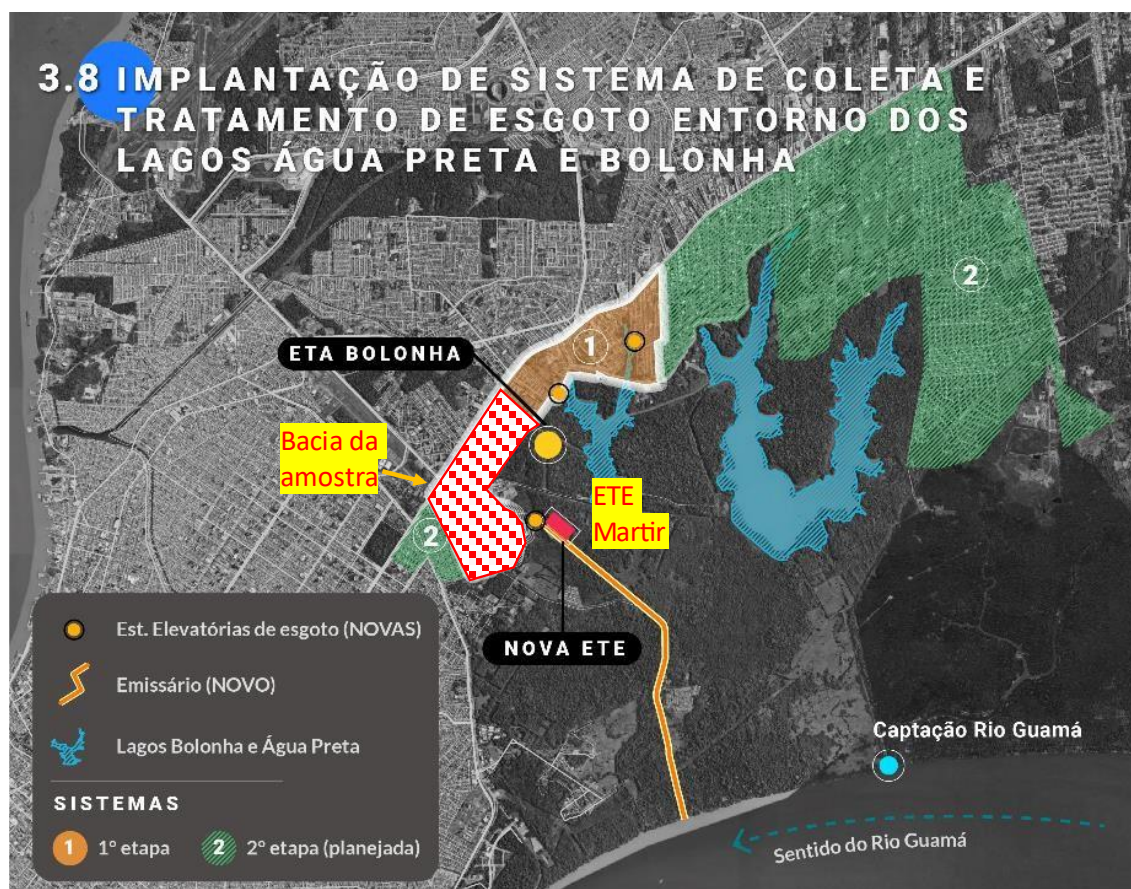 3.8 IMPLANTAÇÃO DE SISTEMA DE COLETA E
TRATAMENTO DE ESGOTO ENTORNO DOS
LAGOS ÁGUA PRETA E BOLONHA
2
1
ETA BOLONHA
Bacia da
amostra
ETE
Martir
2
NOVA ETE
Est. Elevatórias de esgoto (NOVAS)
Emissário (NOVO)
Lagos Bolonha e Água Preta
SISTEMAS
1 1° etapa
2 2° etapa (planejada)
Captação Rio Guamá
Sentido do Rio Guamá